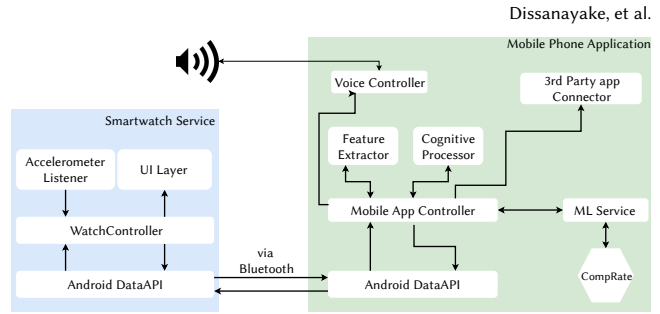 Dissanayake, et al.
Mobile Phone Application
Voice Controller
3rd Party app
Connector
Smartwatch Service
Accelerometer
Listener
UI Layer
Feature
Extractor
Cognitive
Processor
WatchController
Mobile App Controller
ML Service
via
Bluetooth
Android DataAPI
Android DataAPI
CompRate